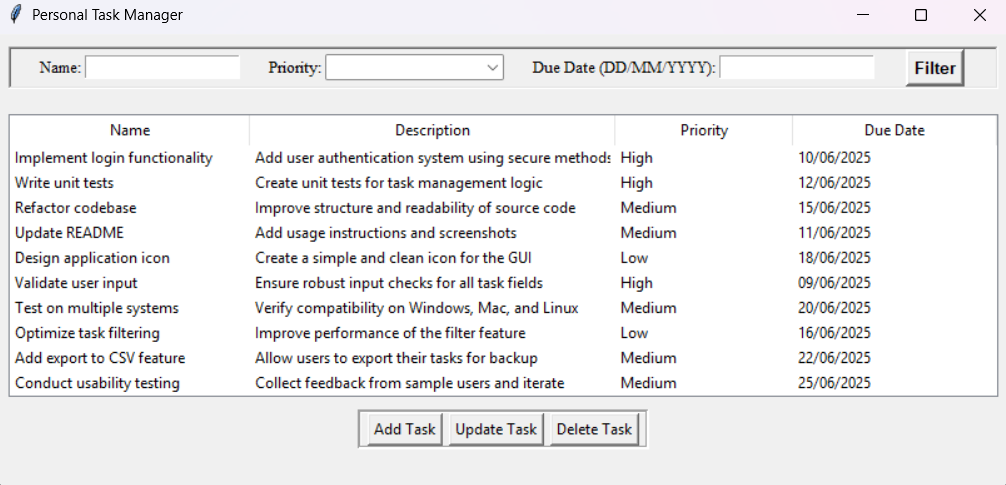 Personal Task Manager
Name: Priority: Due Date (DD/MM/YYYY): Filter
Name Description Priority Due Date
Implement login functionality Add user authentication system using secure methods High 10/06/2025
Write unit tests Create unit tests for task management logic High 12/06/2025
Refactor codebase Improve structure and readability of source code Medium 15/06/2025
Update README Add usage instructions and screenshots Medium 11/06/2025
Design application icon Create a simple and clean icon for the GUI Low 18/06/2025
Validate user input Ensure robust input checks for all task fields High 09/06/2025
Test on multiple systems Verify compatibility on Windows, Mac, and Linux Medium 20/06/2025
Optimize task filtering Improve performance of the filter feature Low 16/06/2025
Add export to CSV feature Allow users to export their tasks for backup Medium 22/06/2025
Conduct usability testing Collect feedback from sample users and iterate Medium 25/06/2025
Add Task Update Task Delete Task